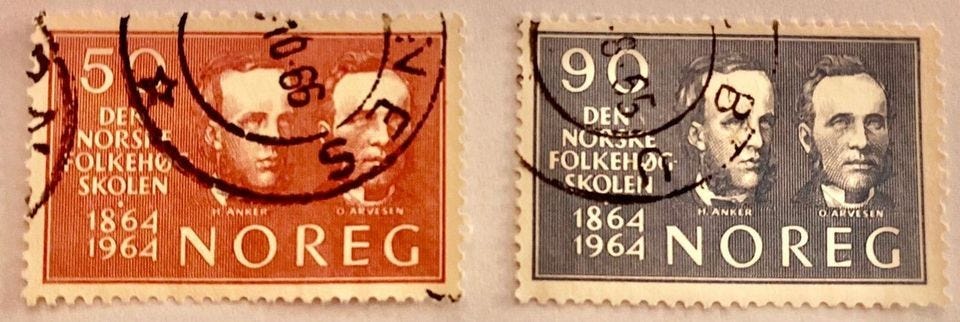 50
DEN
NORSKE
FOLKEHØG-
SKOLEN
1864
1964
H. ANKER
O. ARVESEN
NOREG
90
DEN
NORSKE
FOLKEHØG-
SKOLEN
1864
1964
H. ANKER
O. ARVESEN
NOREG